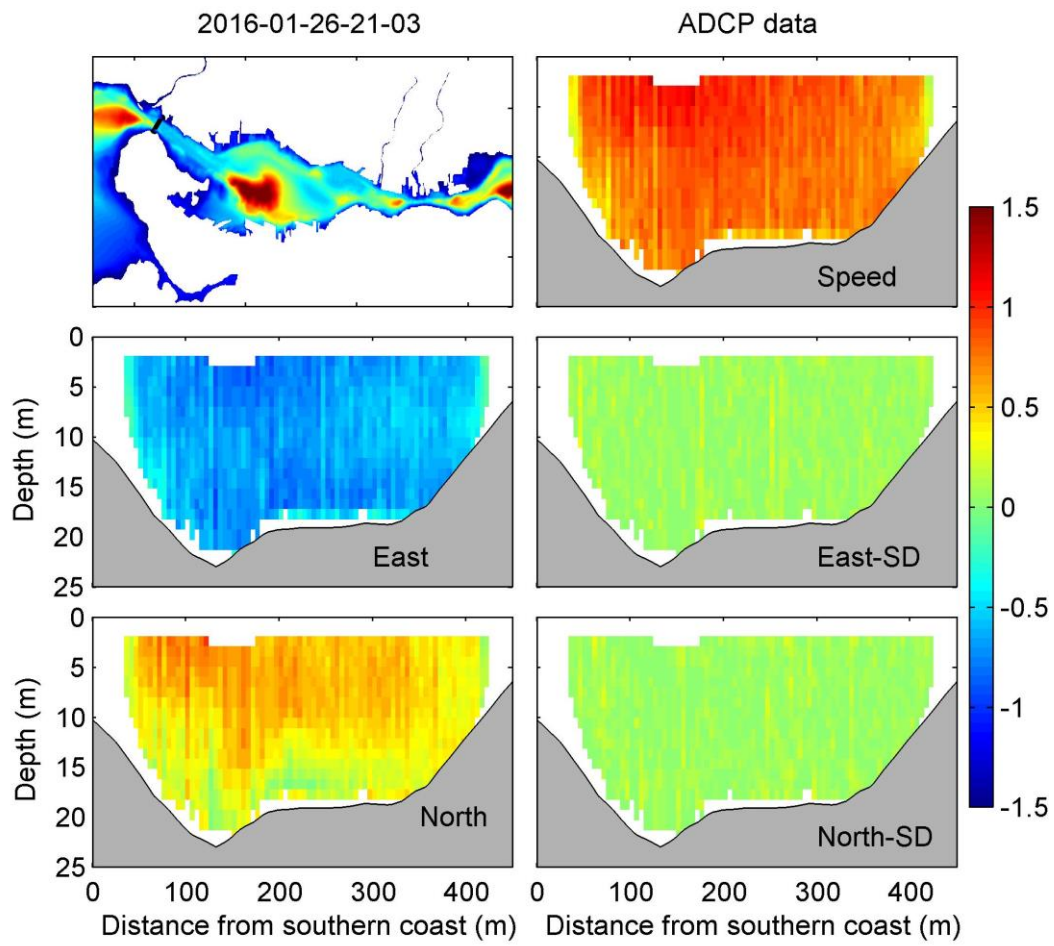 2016-01-26-21-03
ADCP data
Speed
1.5
1
0.5
0
-0.5
-1
-1.5
0
5
10
15
20
25
Depth (m)
East
East-SD
0
5
10
15
20
25
Depth (m)
North
North-SD
0 100 200 300 400
0 100 200 300 400
Distance from southern coast (m)
Distance from southern coast (m)